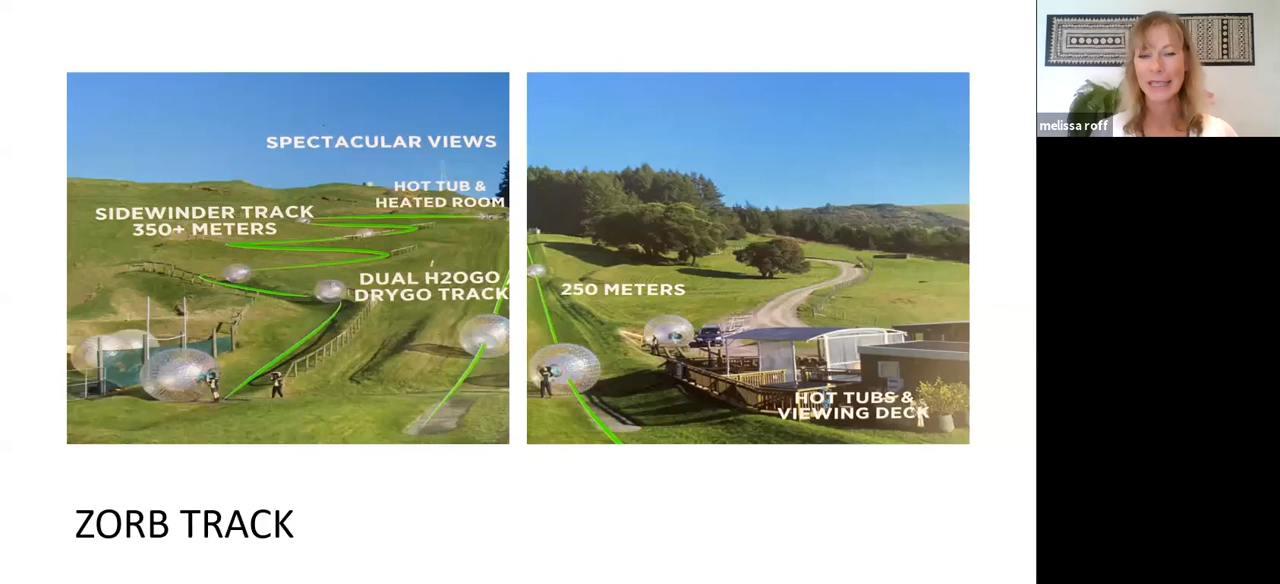 SPECTACULAR VIEWS
HOT TUB &
HEATED ROOM
SIDEWINDER TRACK
350+ METERS
DUAL H2OGO
DRYGO TRACK
250 METERS
HOT TUBS &
VIEWING DECK
ZORB TRACK
melissa roff